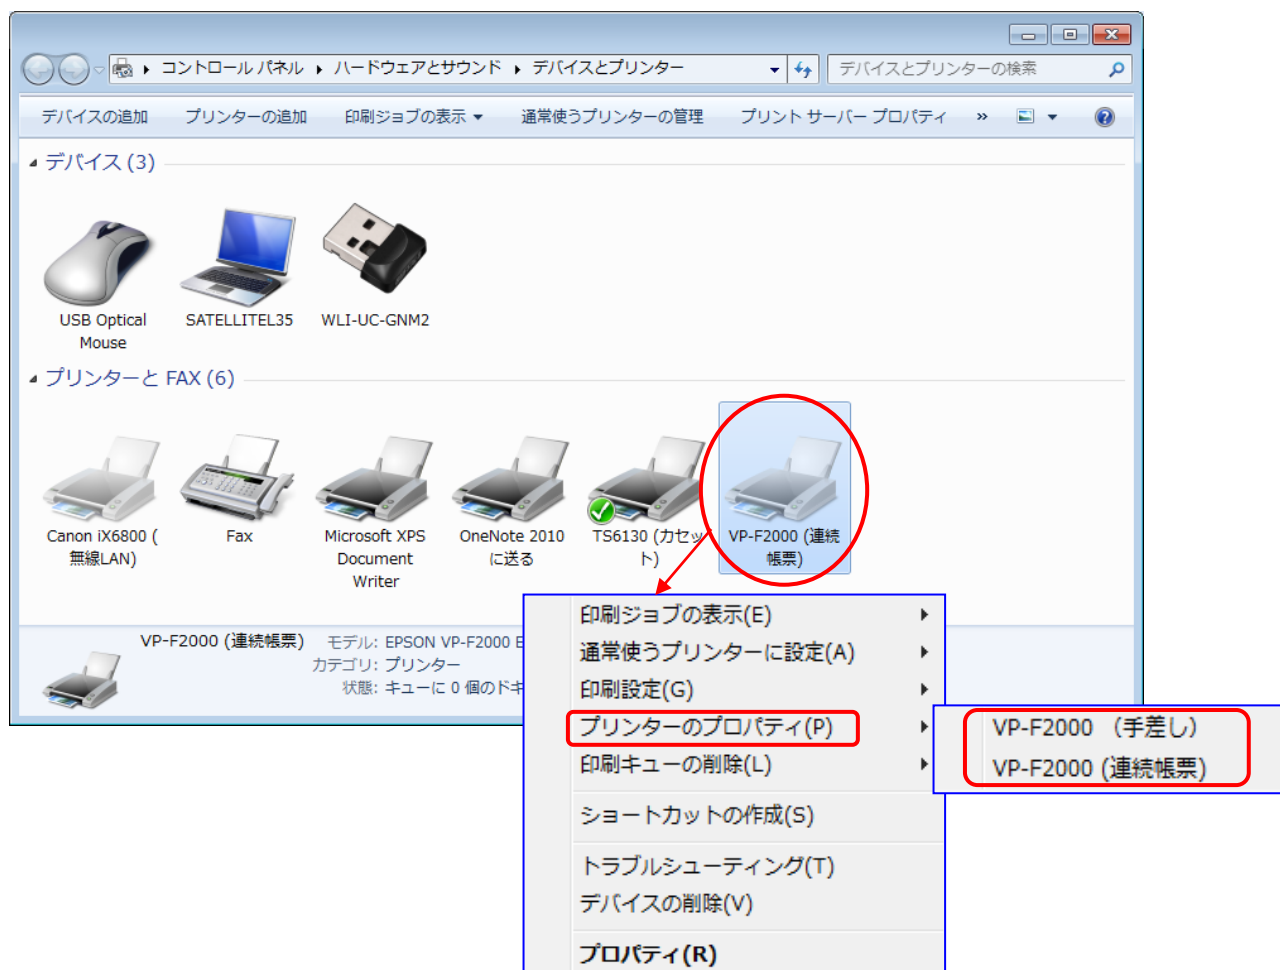 コントロール パネル ▸ ハードウェアとサウンド ▸ デバイスとプリンター
デバイスとプリンターの検索
デバイスの追加 プリンターの追加 印刷ジョブの表示 ▼ 通常使うプリンターの管理 プリント サーバー プロパティ »
デバイス (3)
USB Optical
Mouse
SATELLITEL35
WLI-UC-GNM2
プリンターと FAX (6)
Canon iX6800 (
無線LAN)
Fax
Microsoft XPS
Document
Writer
OneNote 2010
に送る
TS6130 (カセッ
ト)
VP-F2000 (連続
帳票)
VP-F2000 (連続帳票)
モデル: EPSON VP-F2000 E
カテゴリ: プリンター
状態: キューに 0 個のドキ
印刷ジョブの表示(E)
通常使うプリンターに設定(A)
印刷設定(G)
プリンターのプロパティ(P)
印刷キューの削除(L)
ショートカットの作成(S)
トラブルシューティング(T)
デバイスの削除(V)
プロパティ(R)
VP-F2000 （手差し）
VP-F2000 (連続帳票)